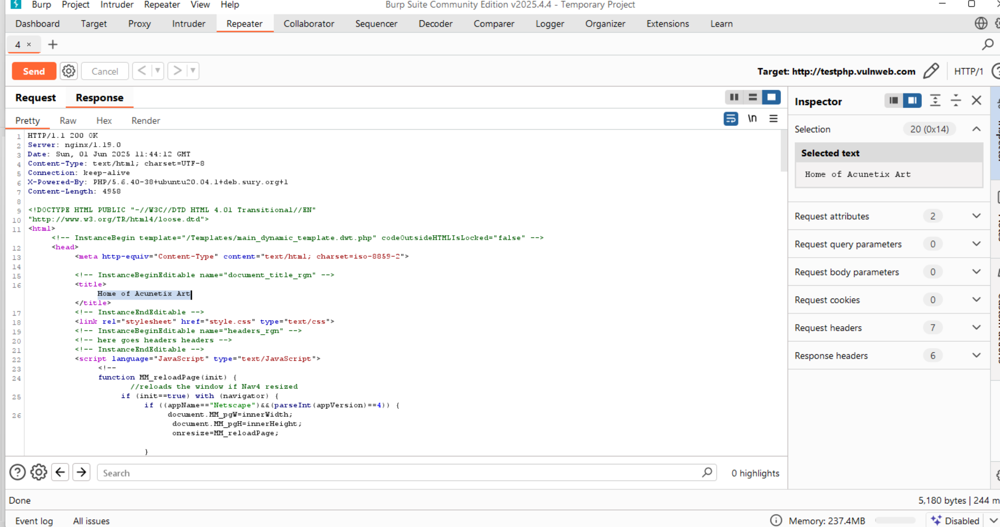 Burp Project Intruder Repeater View Help Burp Suite Community Edition v2025.4.4 - Temporary Project
Dashboard Target Proxy Intruder Repeater Collaborator Sequencer Decoder Comparer Logger Organizer Extensions Learn
4 × +
Send Cancel < > Target: http://testphp.vulnweb.com HTTP/1
Request Response
Pretty Raw Hex Render \n
1 HTTP/1.1 200 OK
2 Server: nginx/1.19.0
3 Date: Sun, 01 Jun 2025 11:44:12 GMT
4 Content-Type: text/html; charset=UTF-8
5 Connection: keep-alive
6 X-Powered-By: PHP/5.6.40-38+ubuntu20.04.1+deb.sury.org+1
7 Content-Length: 4958
8
9 <!DOCTYPE HTML PUBLIC "-//W3C//DTD HTML 4.01 Transitional//EN"
10 "http://www.w3.org/TR/html4/loose.dtd">
11 <html>
<!-- InstanceBegin template="/Templates/main_dynamic_template.dwt.php" codeOutsideHTMLIsLocked="false" -->
12 <head>
13 <meta http-equiv="Content-Type" content="text/html; charset=iso-8859-2">
14
15 <!-- InstanceBeginEditable name="document_title_rgn" -->
16 <title>
Home of Acunetix Art
</title>
17 <!-- InstanceEndEditable -->
18 <link rel="stylesheet" href="style.css" type="text/css">
19 <!-- InstanceBeginEditable name="headers_rgn" -->
20 <!-- here goes headers headers -->
21 <!-- InstanceEndEditable -->
22 <script language="JavaScript" type="text/JavaScript">
23 <!--
24 function MM_reloadPage(init) {
//reloads the window if Nav4 resized
25 if (init==true) with (navigator) {
if ((appName=="Netscape")&&(parseInt(appVersion)==4)) {
26 document.MM_pgW=innerWidth;
document.MM_pgH=innerHeight;
onresize=MM_reloadPage;
}
Search 0 highlights
Inspector
Selection 20 (0x14)
Selected text
Home of Acunetix Art
Request attributes 2
Request query parameters 0
Request body parameters 0
Request cookies 0
Request headers 7
Response headers 6
Done 5,180 bytes | 244 m
Event log All issues Memory: 237.4MB Disabled